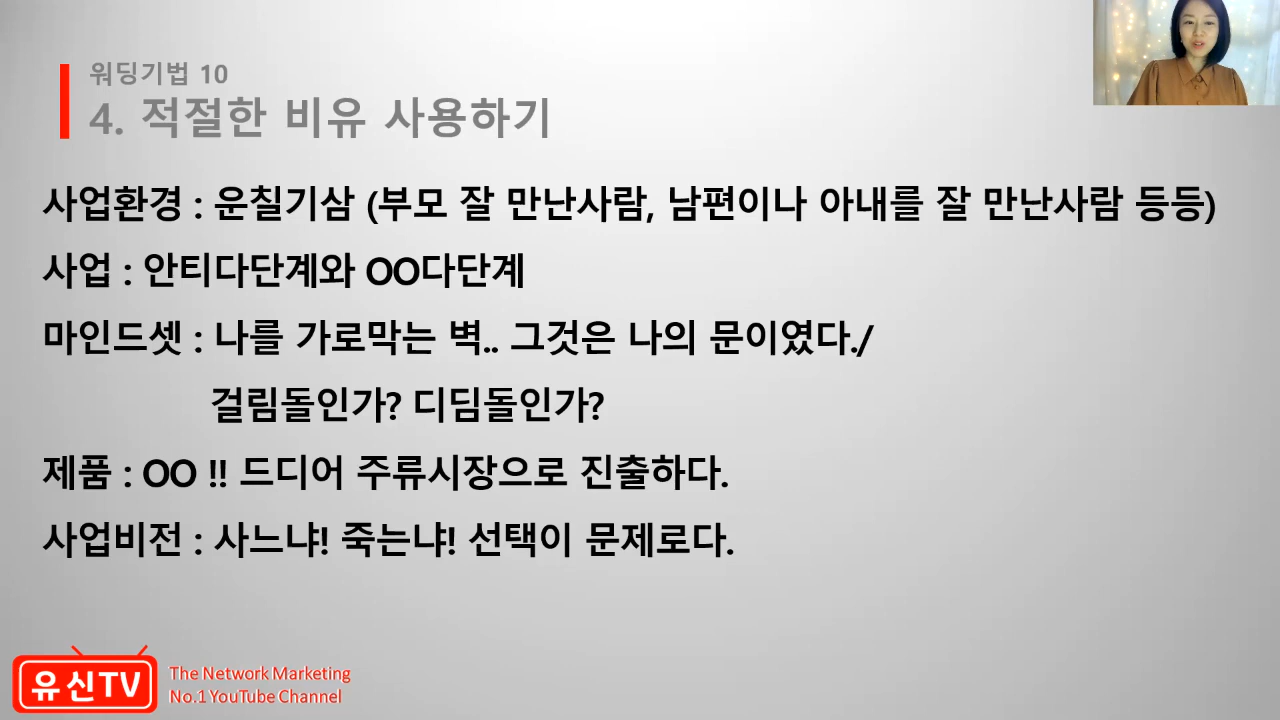 워딩기법 10
4. 적절한 비유 사용하기
사업환경 : 운칠기삼 (부모 잘 만난사람, 남편이나 아내를 잘 만난사람 등등)
사업 : 안티다단계와 OO다단계
마인드셋 : 나를 가로막는 벽.. 그것은 나의 문이였다./
걸림돌인가? 디딤돌인가?
제품 : OO !! 드디어 주류시장으로 진출하다.
사업비전 : 사느냐! 죽는냐! 선택이 문제로다.
유신TV
The Network Marketing
No.1 YouTube Channel